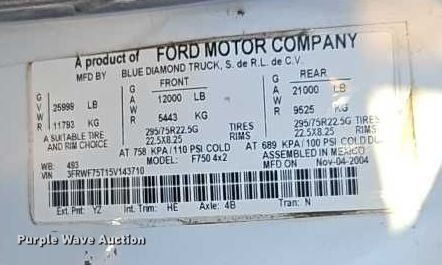 A product of FORD MOTOR COMPANY
MFD BY BLUE DIAMOND TRUCK, S. de R.L. de C.V.
FRONT REAR
GVWR 25999 LB GAWR 12000 LB GAWR 21000 LB
11793 KG 5443 KG 9525 KG
A SUITABLE TIRE AND RIM CHOICE
295/75R22.5G TIRES 295/75R22.5G TIRES
22.5X8.25 RIMS 22.5X8.25 RIMS
AT 758 KPA/110 PSI COLD AT 689 KPA/100 PSI COLD
WB: 493 MODEL: F750 4x2 ASSEMBLED IN MEXICO
VIN 3FRWF75T15V143710 MFD ON Nov-04-2004
Ext. Pnt: YZ Int. Trim: HE Axle: 4B Tran: N
Purple Wave Auction